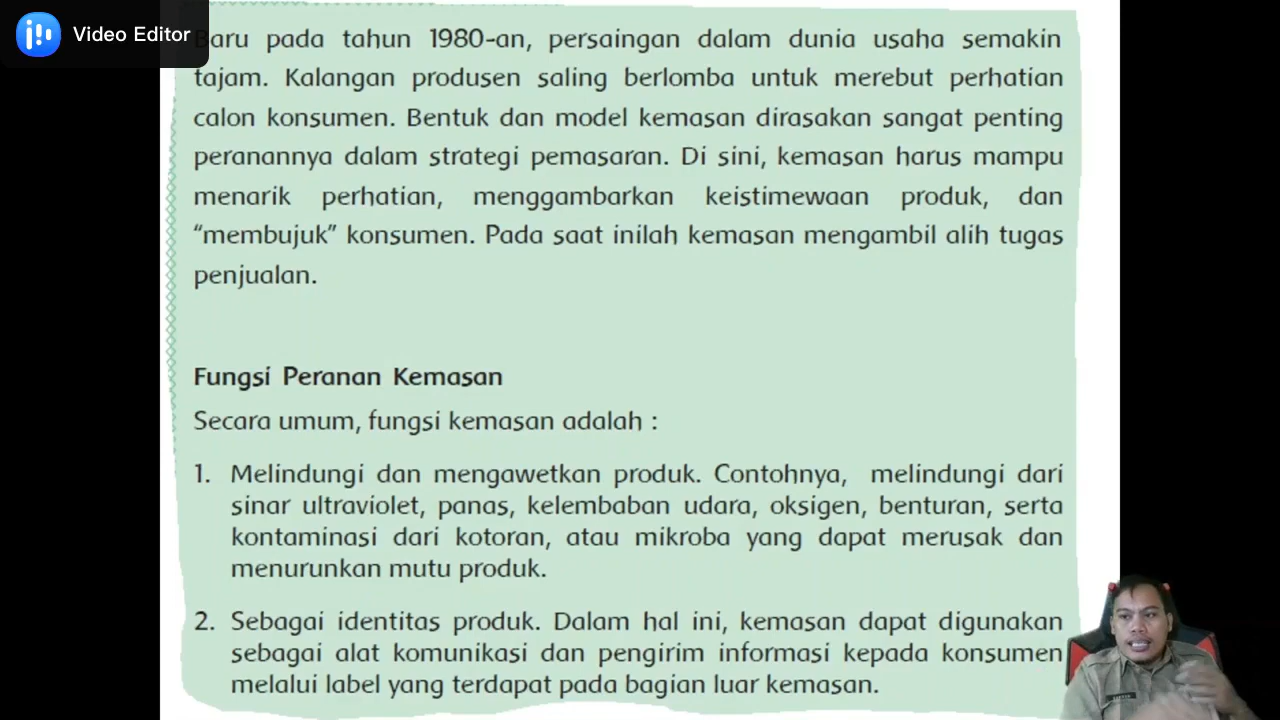 Video Editor
Baru pada tahun 1980-an, persaingan dalam dunia usaha semakin
tajam. Kalangan produsen saling berlomba untuk merebut perhatian
calon konsumen. Bentuk dan model kemasan dirasakan sangat penting
peranannya dalam strategi pemasaran. Di sini, kemasan harus mampu
menarik perhatian, menggambarkan keistimewaan produk, dan
“membujuk” konsumen. Pada saat inilah kemasan mengambil alih tugas
penjualan.
Fungsi Peranan Kemasan
Secara umum, fungsi kemasan adalah :
1. Melindungi dan mengawetkan produk. Contohnya, melindungi dari
sinar ultraviolet, panas, kelembaban udara, oksigen, benturan, serta
kontaminasi dari kotoran, atau mikroba yang dapat merusak dan
menurunkan mutu produk.
2. Sebagai identitas produk. Dalam hal ini, kemasan dapat digunakan
sebagai alat komunikasi dan pengirim informasi kepada konsumen
melalui label yang terdapat pada bagian luar kemasan.